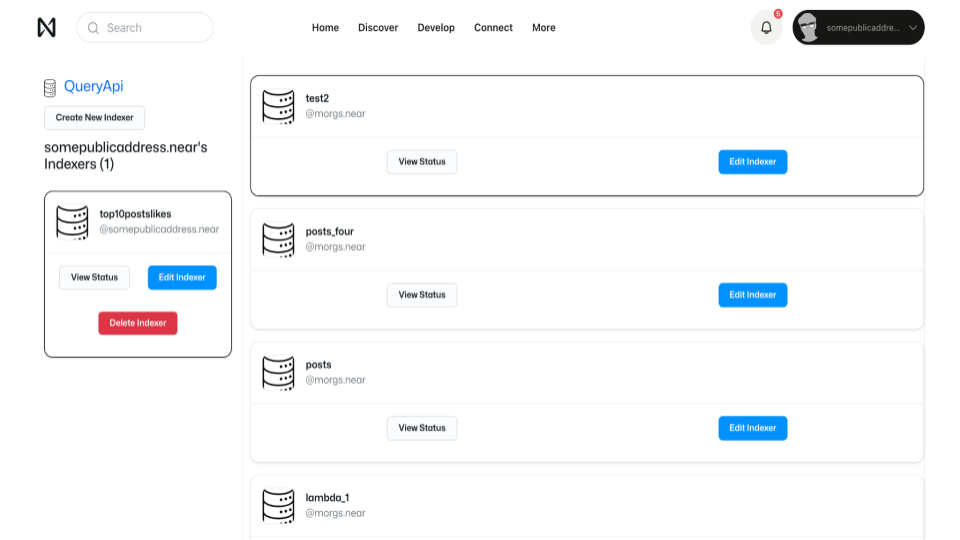 Search
Home
Discover
Develop
Connect
More
5
somepublicaddre...
QueryApi
Create New Indexer
somepublicaddress.near's
Indexers (1)
top10postslikes
@somepublicaddress.near
View Status
Edit Indexer
Delete Indexer
test2
@morgs.near
View Status
Edit Indexer
posts_four
@morgs.near
View Status
Edit Indexer
posts
@morgs.near
View Status
Edit Indexer
lambda_1
@morgs.near